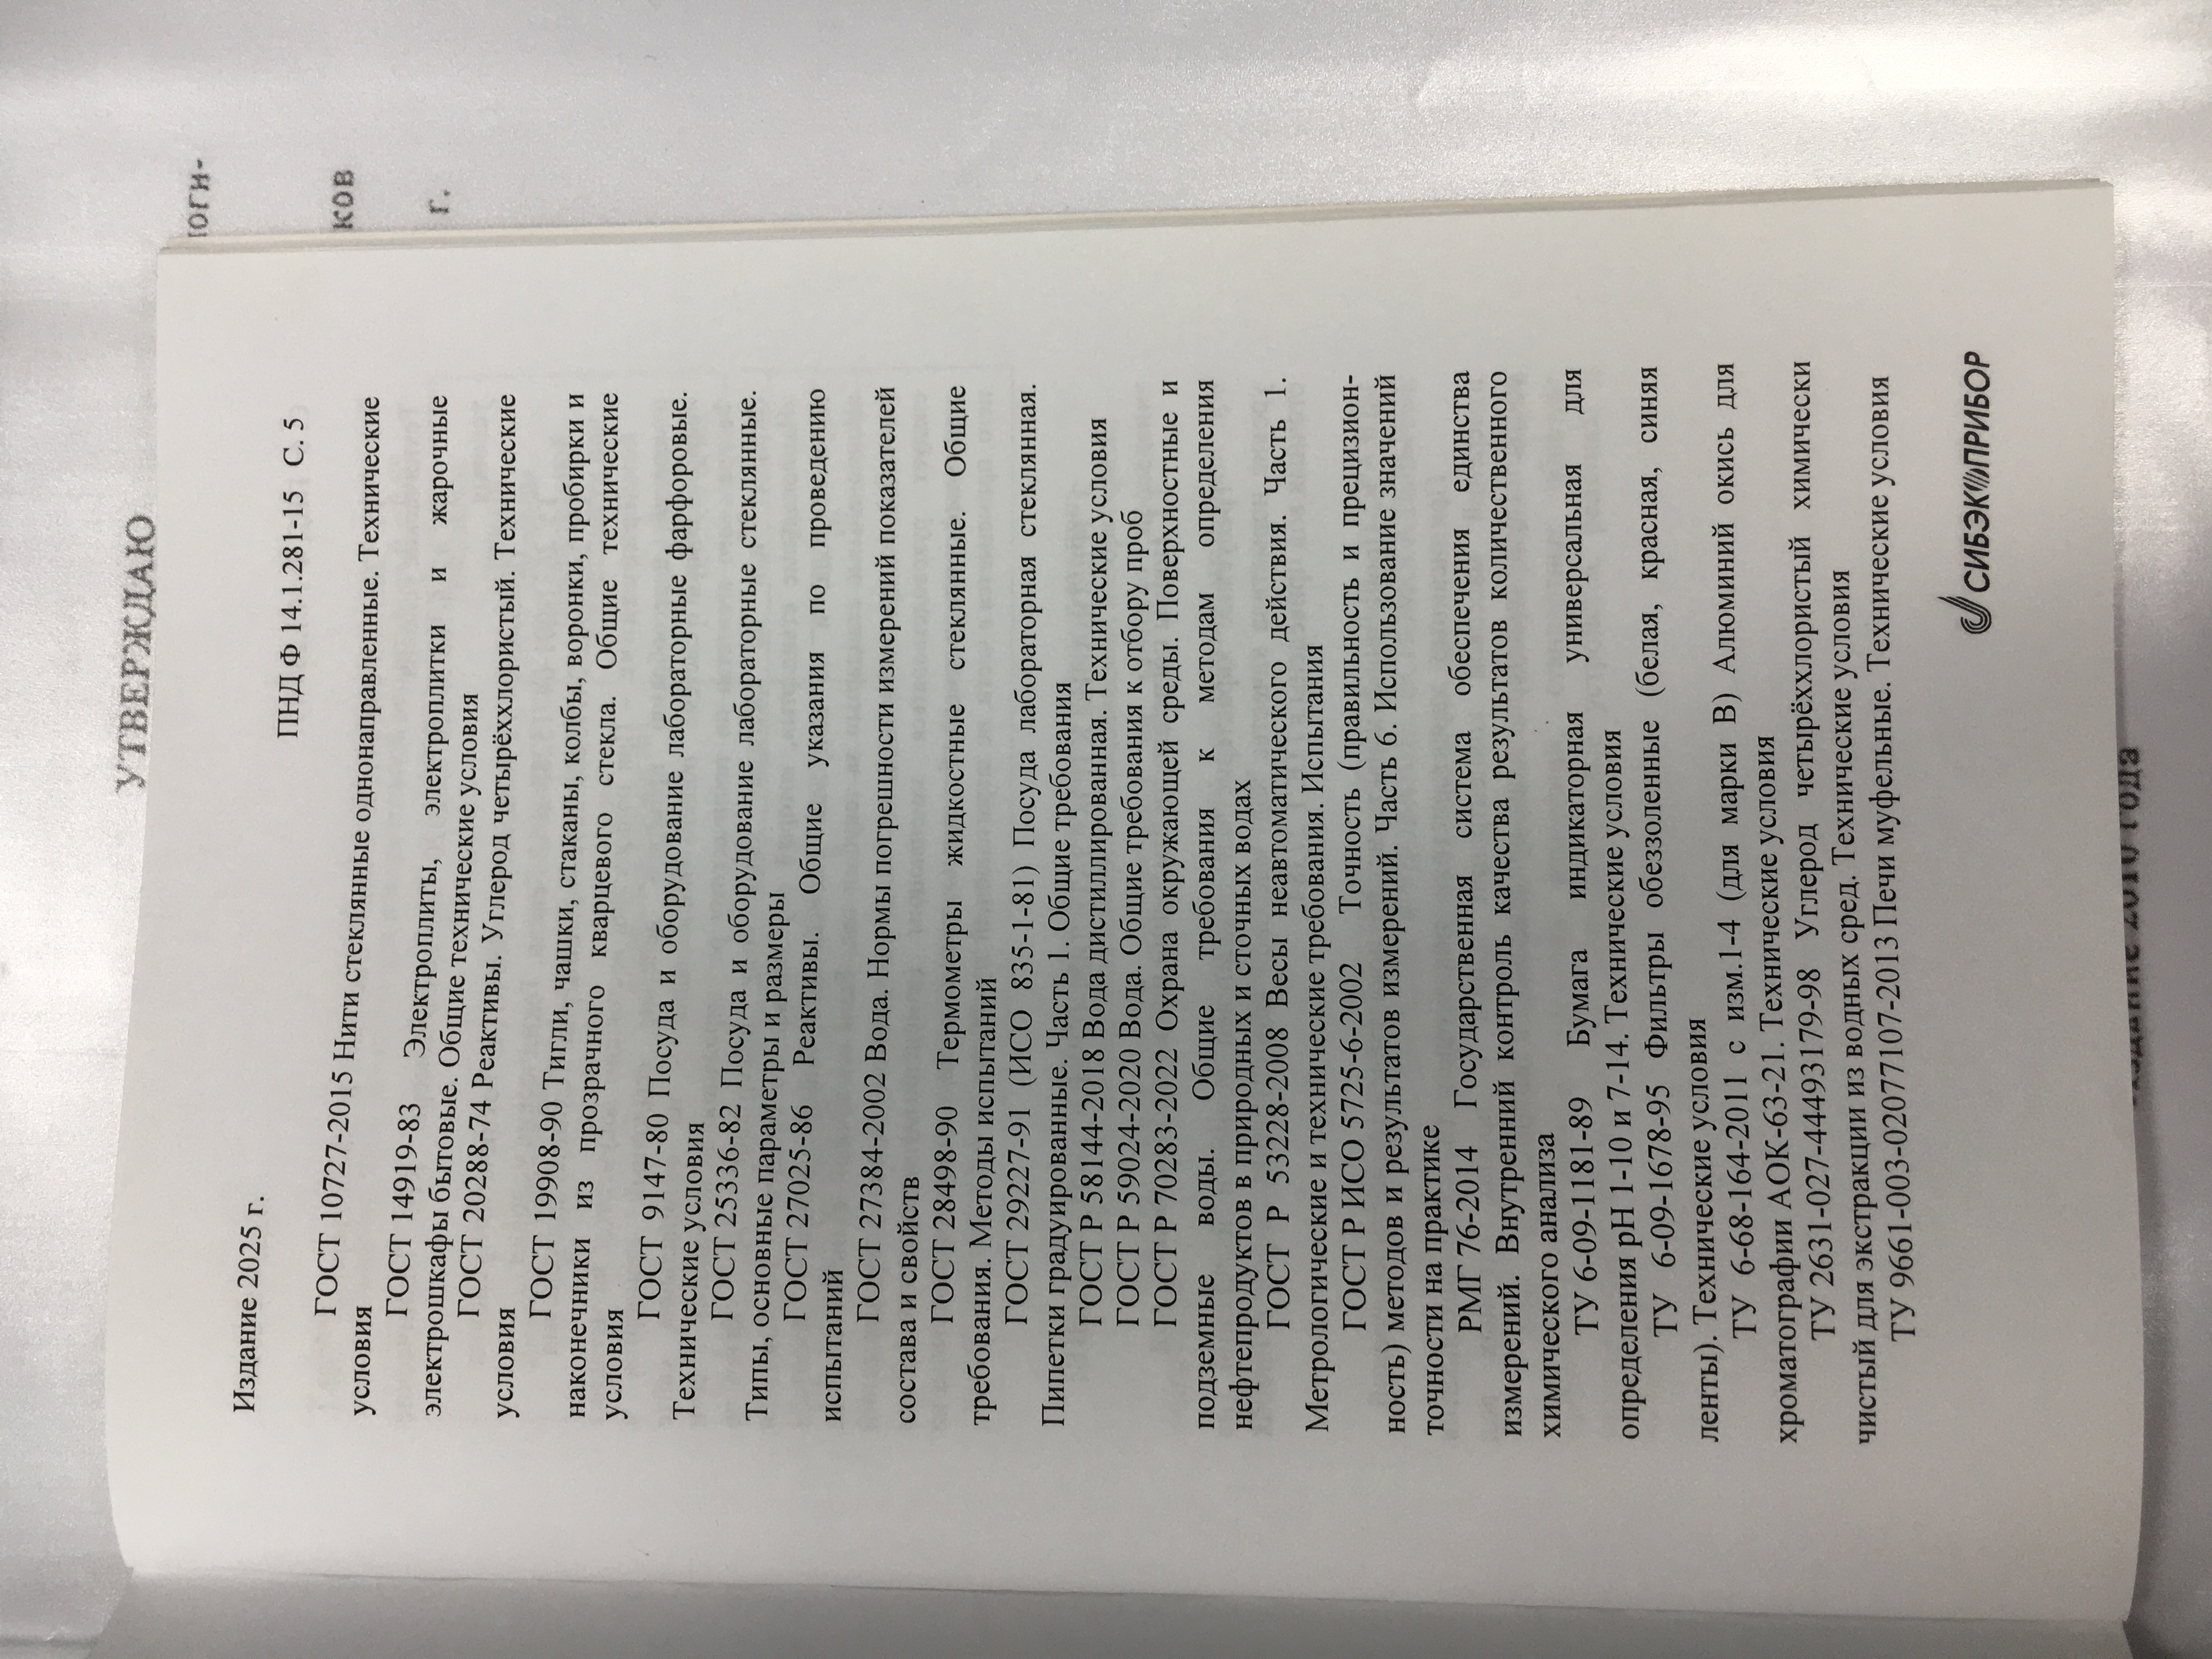 УТВЕРЖДАЮ
ков
г.
Издание 2025 г.
ПНД Ф 14.1.281-15 С. 5
ГОСТ 10727-2015 Нити стеклянные однонаправленные. Технические
условия
ГОСТ 14919-83 Электроплиты, электроплитки и жарочные
электрошкафы бытовые. Общие технические условия
ГОСТ 20288-74 Реактивы. Углерод четырёххлористый. Технические
условия
ГОСТ 19908-90 Тигли, чашки, стаканы, колбы, воронки, пробирки и
наконечники из прозрачного кварцевого стекла. Общие технические
условия
ГОСТ 9147-80 Посуда и оборудование лабораторные фарфоровые.
Технические условия
ГОСТ 25336-82 Посуда и оборудование лабораторные стеклянные.
Типы, основные параметры и размеры
ГОСТ 27025-86 Реактивы. Общие указания по проведению
испытаний
ГОСТ 27384-2002 Вода. Нормы погрешности измерений показателей
состава и свойств
ГОСТ 28498-90 Термометры жидкостные стеклянные. Общие
требования. Методы испытаний
ГОСТ 29227-91 (ИСО 835-1-81) Посуда лабораторная стеклянная.
Пипетки градуированные. Часть 1. Общие требования
ГОСТ Р 58144-2018 Вода дистиллированная. Технические условия
ГОСТ Р 59024-2020 Вода. Общие требования к отбору проб
ГОСТ Р 70283-2022 Охрана окружающей среды. Поверхностные и
подземные воды. Общие требования к методам определения
нефтепродуктов в природных и сточных водах
ГОСТ Р 53228-2008 Весы неавтоматического действия. Часть 1.
Метрологические и технические требования. Испытания
ГОСТ Р ИСО 5725-6-2002 Точность (правильность и прецизион-
ность) методов и результатов измерений. Часть 6. Использование значений
точности на практике
РМГ 76-2014 Государственная система обеспечения единства
измерений. Внутренний контроль качества результатов количественного
химического анализа
ТУ 6-09-1181-89 Бумага индикаторная универсальная для
определения рН 1-10 и 7-14. Технические условия
ТУ 6-09-1678-95 Фильтры обеззоленные (белая, красная, синяя
ленты). Технические условия
ТУ 6-68-164-2011 с изм.1-4 (для марки В) Алюминий окись для
хроматографии АОК-63-21. Технические условия
ТУ 2631-027-44493179-98 Углерод четырёххлористый химически
чистый для экстракции из водных сред. Технические условия
ТУ 9661-003-02077107-2013 Печи муфельные. Технические условия
СИБЭКОПРИБОР
года